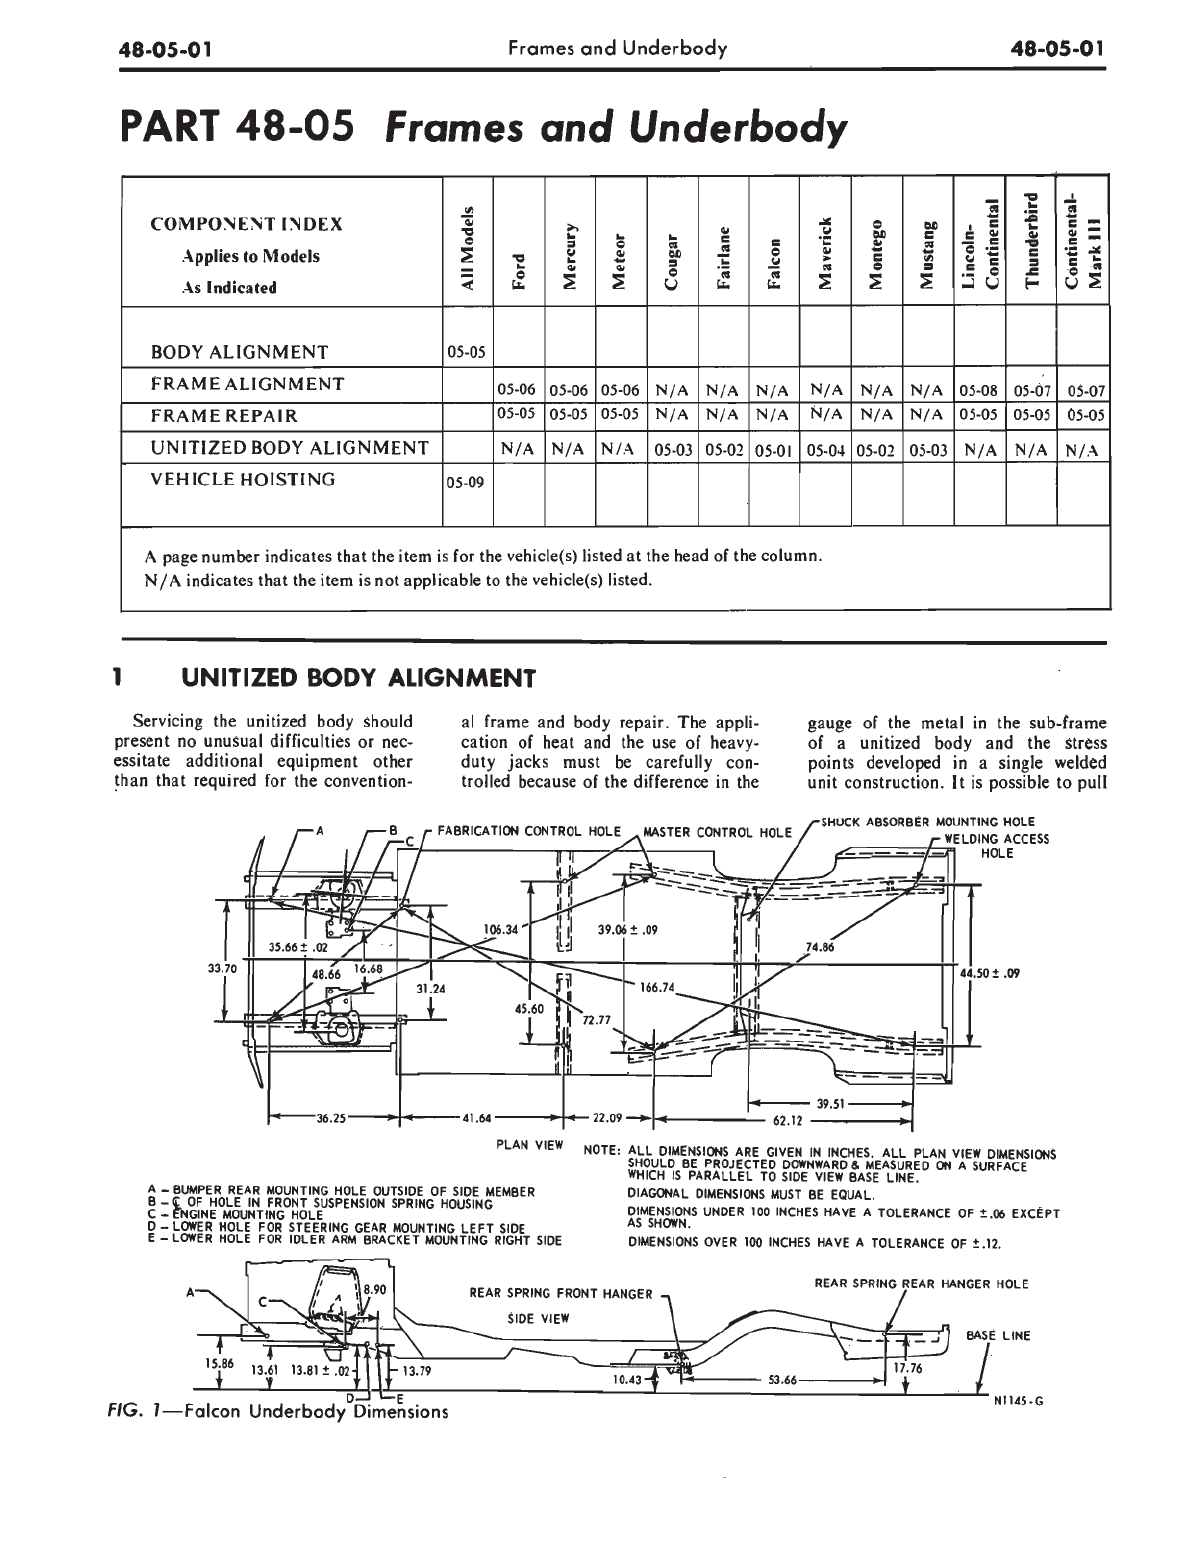 48-05-01 Frames and Underbody 48-05-01
PART 48-05 Frames and Underbody
COMPONENT INDEX
Applies to Models
As Indicated
All Models
Ford
Mercury
Meteor
Cougar
Fairlane
Falcon
Maverick
Montego
Mustang
Lincoln-
Continental
Thunderbird
Continental-
Mark III
BODY ALIGNMENT 05-05
FRAME ALIGNMENT 05-06 05-06 05-06 N/A N/A N/A N/A N/A N/A 05-08 05-07 05-07
FRAME REPAIR 05-05 05-05 05-05 N/A N/A N/A N/A N/A N/A 05-05 05-05 05-05
UNITIZED BODY ALIGNMENT N/A N/A N/A 05-03 05-02 05-01 05-04 05-02 05-03 N/A N/A N/A
VEHICLE HOISTING 05-09
A page number indicates that the item is for the vehicle(s) listed at the head of the column.
N/A indicates that the item is not applicable to the vehicle(s) listed.
1 UNITIZED BODY ALIGNMENT
Servicing the unitized body should
present no unusual difficulties or nec-
essitate additional equipment other
than that required for the convention-
al frame and body repair. The appli-
cation of heat and the use of heavy-
duty jacks must be carefully con-
trolled because of the difference in the
gauge of the metal in the sub-frame
of a unitized body and the stress
points developed in a single welded
unit construction. It is possible to pull
A
B
C
FABRICATION CONTROL HOLE
MASTER CONTROL HOLE
SHOCK ABSORBER MOUNTING HOLE
WELDING ACCESS
HOLE
106.34
39.06 ± .09
35.66 ± .02
74.86
33.70
48.66
16.68
44.50 ± .09
31.24
166.74
45.60
72.77
39.51
36.25
41.64
22.09
62.12
PLAN VIEW
NOTE: ALL DIMENSIONS ARE GIVEN IN INCHES. ALL PLAN VIEW DIMENSIONS
SHOULD BE PROJECTED DOWNWARD & MEASURED ON A SURFACE
WHICH IS PARALLEL TO SIDE VIEW BASE LINE.
DIAGONAL DIMENSIONS MUST BE EQUAL.
DIMENSIONS UNDER 100 INCHES HAVE A TOLERANCE OF ±.06 EXCEPT
AS SHOWN.
DIMENSIONS OVER 100 INCHES HAVE A TOLERANCE OF ±.12.
A – BUMPER REAR MOUNTING HOLE OUTSIDE OF SIDE MEMBER
B – ℄ OF HOLE IN FRONT SUSPENSION SPRING HOUSING
C – ENGINE MOUNTING HOLE
D – LOWER HOLE FOR STEERING GEAR MOUNTING LEFT SIDE
E – LOWER HOLE FOR IDLER ARM BRACKET MOUNTING RIGHT SIDE
A
C
8.90
REAR SPRING FRONT HANGER
REAR SPRING REAR HANGER HOLE
SIDE VIEW
BASE LINE
15.86
13.61
13.81 ± .02
13.79
10.43
53.66
17.76
D
E
N1145-G
FIG. 1—Falcon Underbody Dimensions